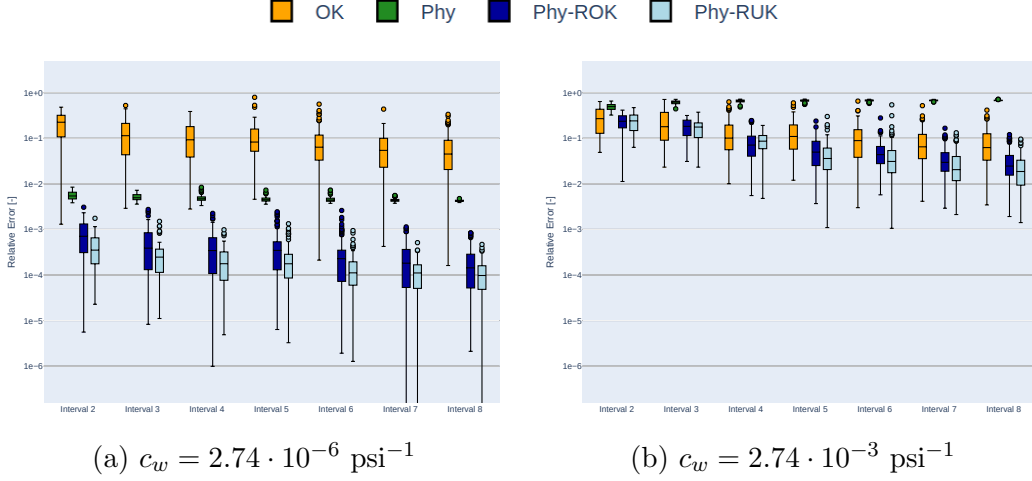 OK Phy Phy-ROK Phy-RUK
Relative Error [-]
1e+0
1e−1
1e−2
1e−3
1e−4
1e−5
1e−6
Interval 2 Interval 3 Interval 4 Interval 5 Interval 6 Interval 7 Interval 8
(a) c_w = 2.74 · 10⁻⁶ psi⁻¹
Relative Error [-]
1e+0
1e−1
1e−2
1e−3
1e−4
1e−5
1e−6
Interval 2 Interval 3 Interval 4 Interval 5 Interval 6 Interval 7 Interval 8
(b) c_w = 2.74 · 10⁻³ psi⁻¹